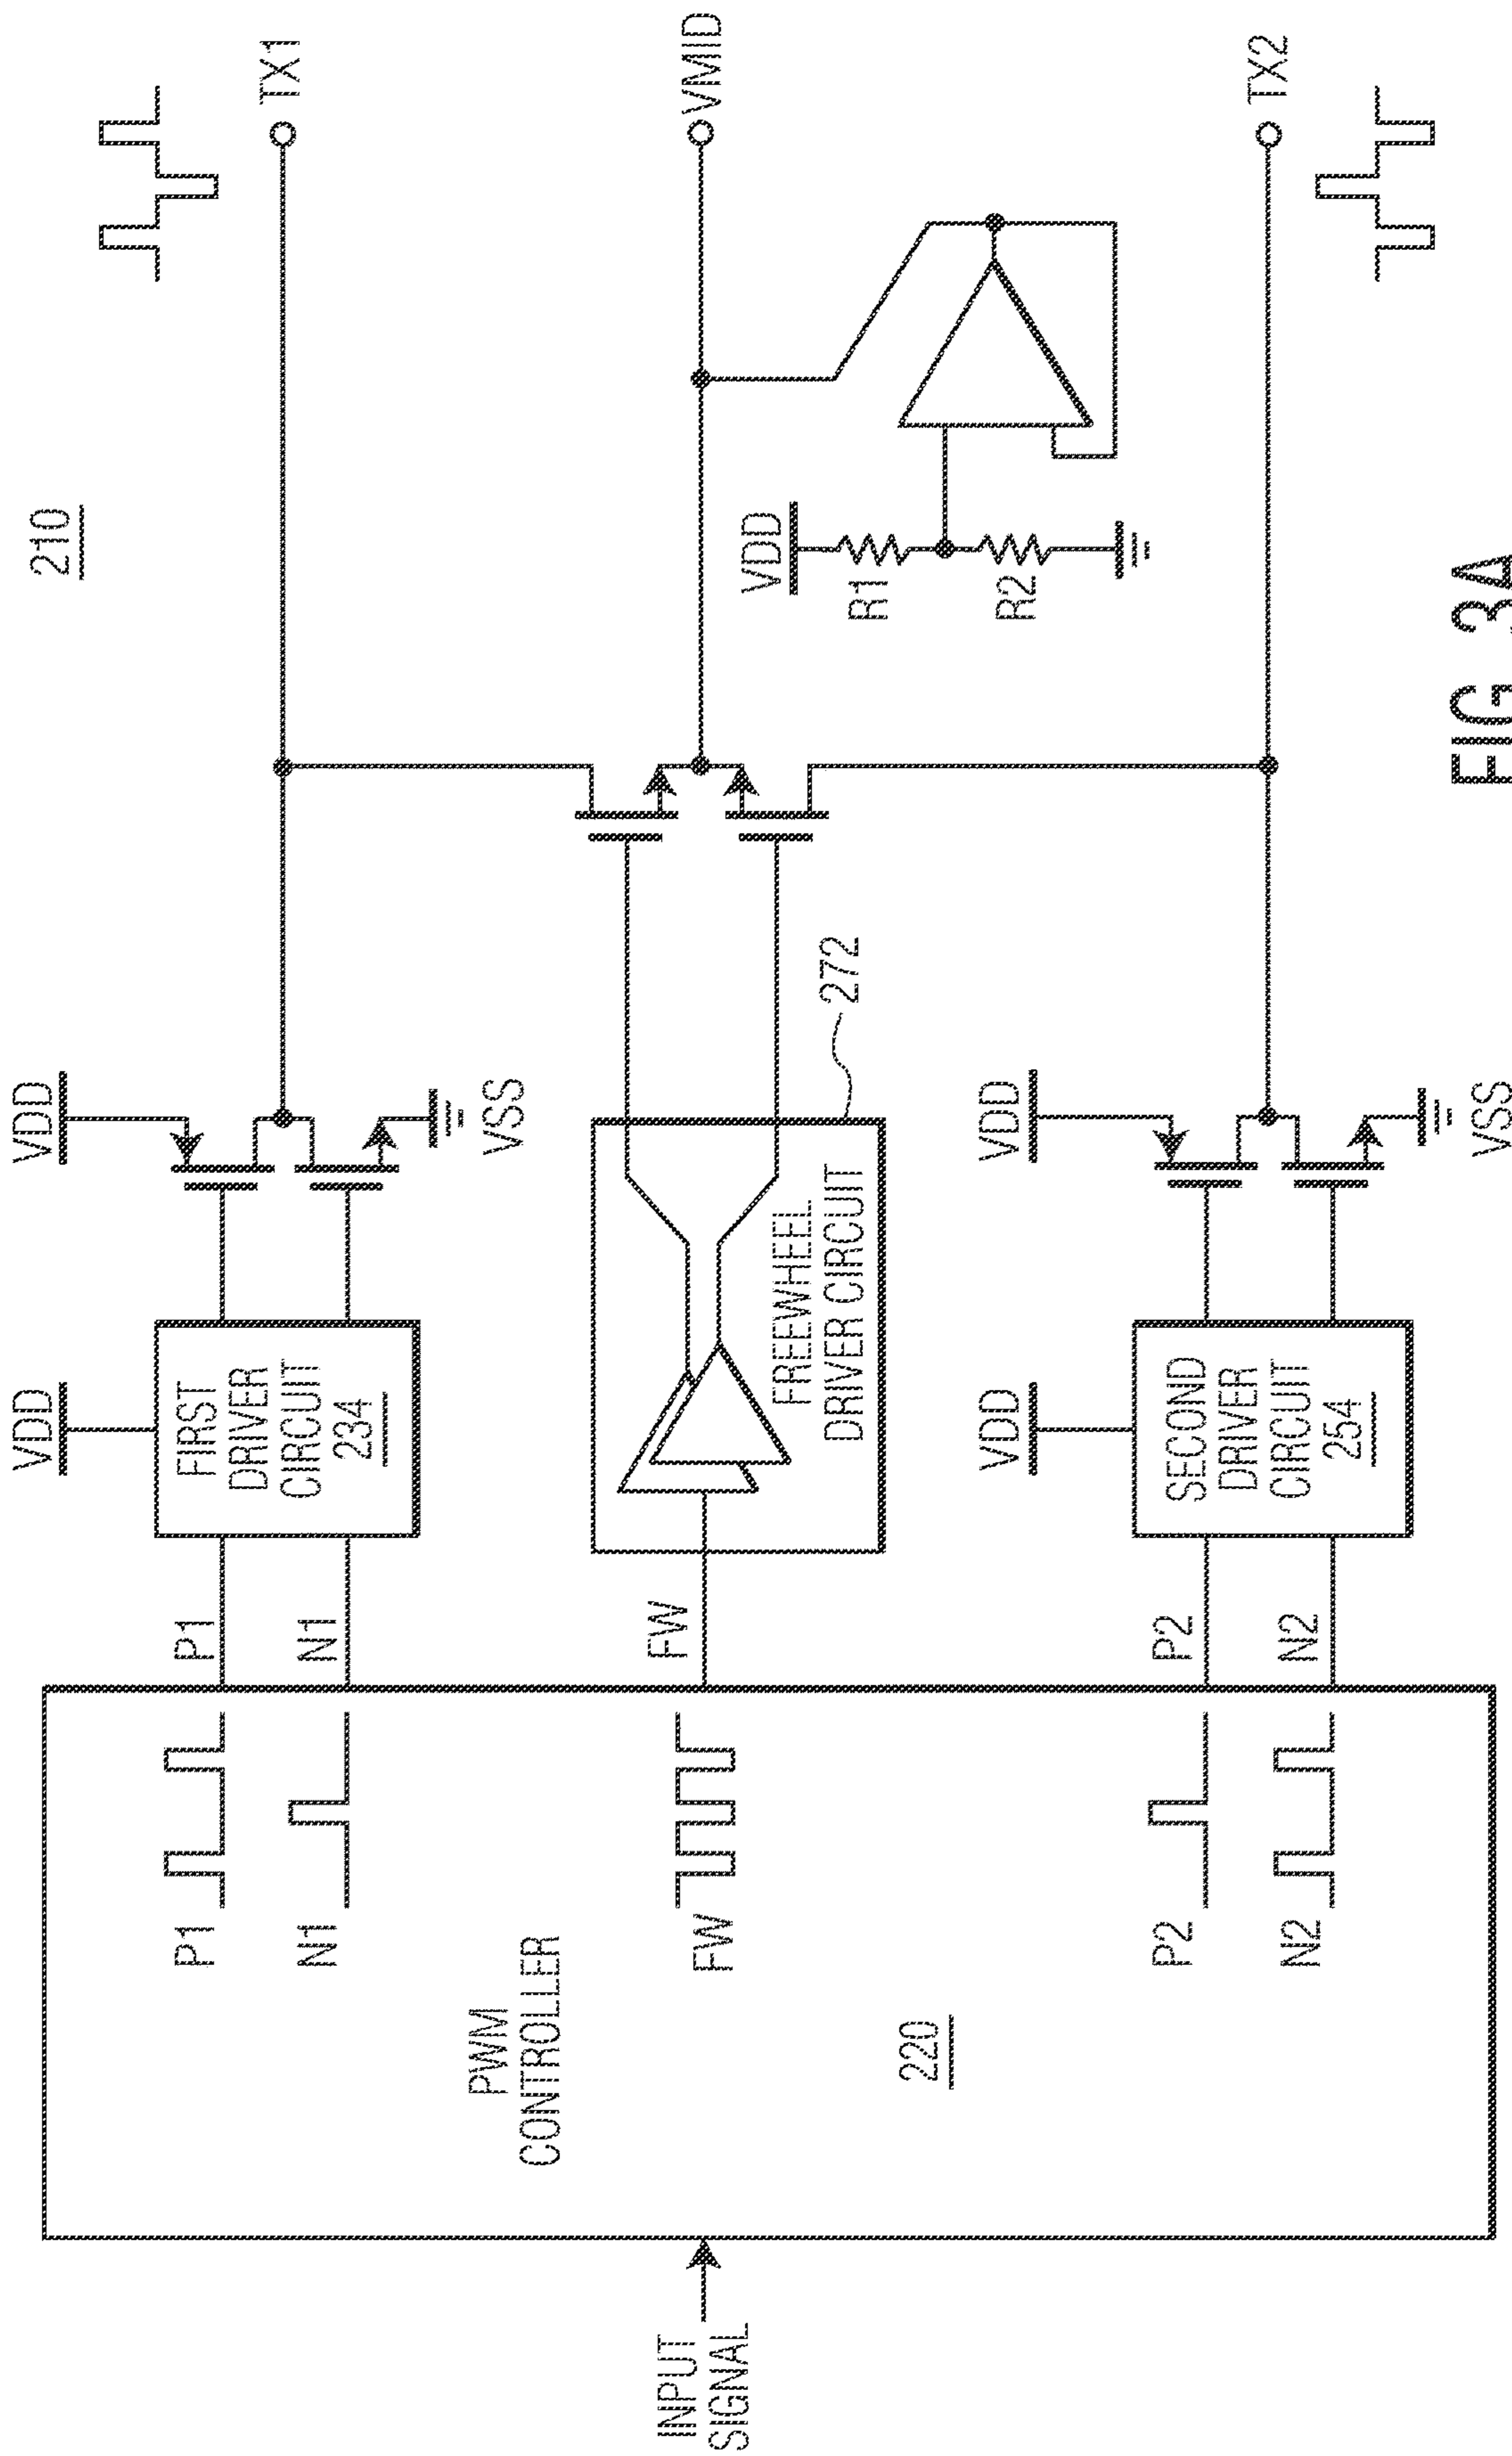 210
TX1
VMID
TX2
VDD
R1
R2
VDD
VSS
272
VDD
VSS
VDD
FIRST
DRIVER
CIRCUIT
234
FREEWHEEL
DRIVER CIRCUIT
VDD
SECOND
DRIVER
CIRCUIT
254
P1
N1
FW
P2
N2
P1
N1
FW
P2
N2
PWM
CONTROLLER
220
INPUT
SIGNAL
FIG. 3A